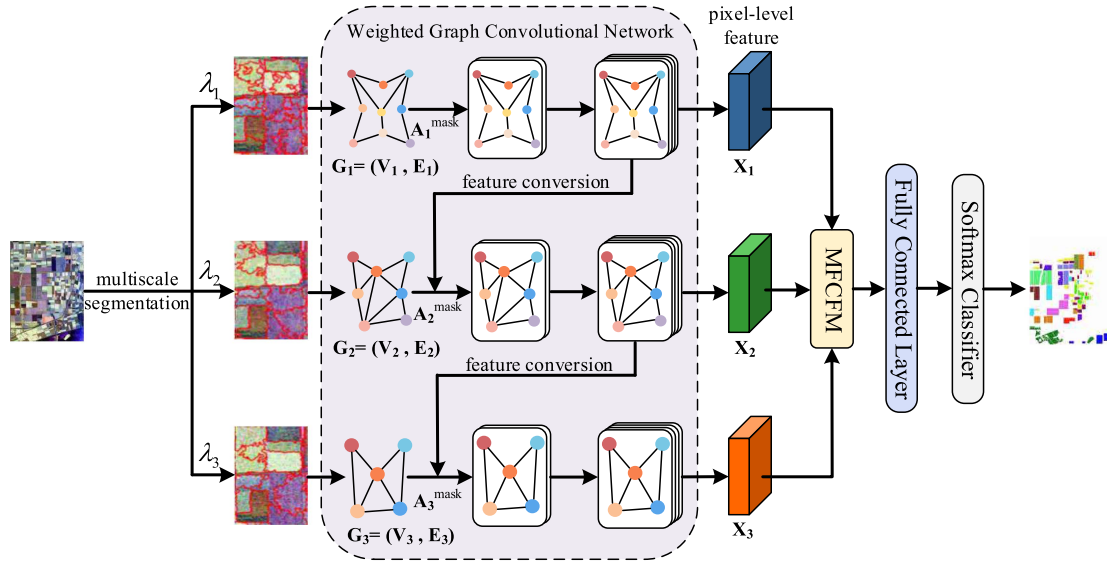 Weighted Graph Convolutional Network
pixel-level
feature
λ1
A1mask
G1= (V1 , E1)
X1
feature conversion
multiscale
segmentation
λ2
A2mask
G2= (V2 , E2)
X2
MFCFM
Fully Connected Layer
Softmax Classifier
feature conversion
λ3
A3mask
G3= (V3 , E3)
X3